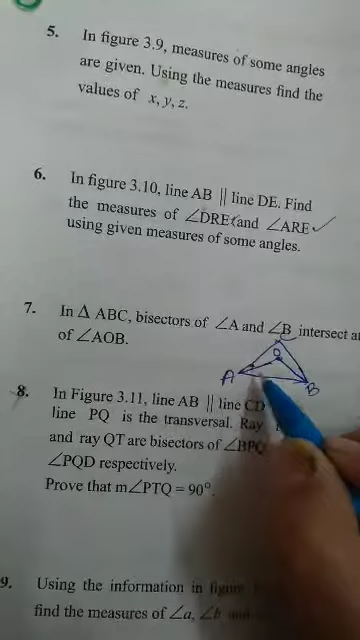 5. In figure 3.9, measures of some angles
are given. Using the measures find the
values of x, y, z.
6. In figure 3.10, line AB || line DE. Find
the measures of ∠DRE and ∠ARE
using given measures of some angles.
7. In Δ ABC, bisectors of ∠A and ∠B intersect
of ∠AOB.
C
O
A
B
8. In Figure 3.11, line AB || line CD
line PQ is the transversal. Ray
and ray QT are bisectors of ∠BPQ
∠PQD respectively.
Prove that m∠PTQ = 90°.
9. Using the information in figure
find the measures of ∠a, ∠b and